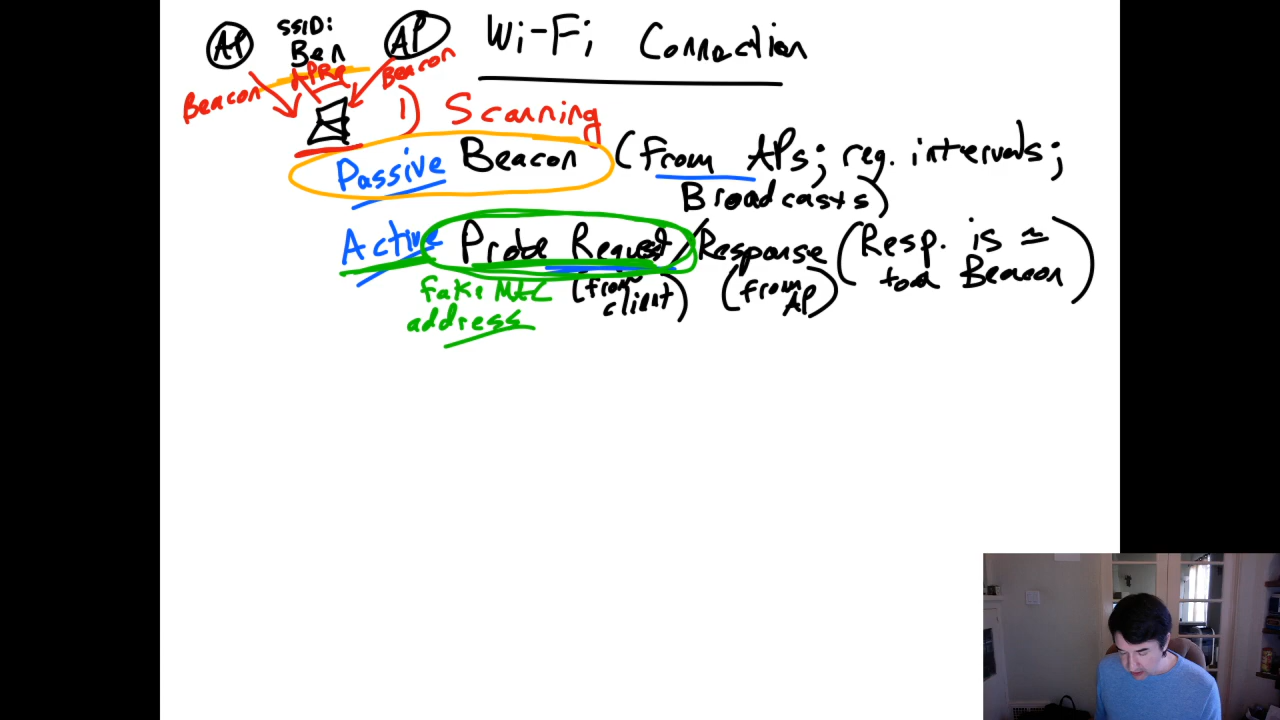 AP
SSID:
Ben
AP
Wi-Fi Connection
PRq
Beacon
Beacon
1) Scanning
Passive Beacon (from APs; reg. intervals;
Broadcasts)
Active Probe Request/Response (Resp. is ≈
to a Beacon)
fake MAC
address
(from
client)
(from
AP)